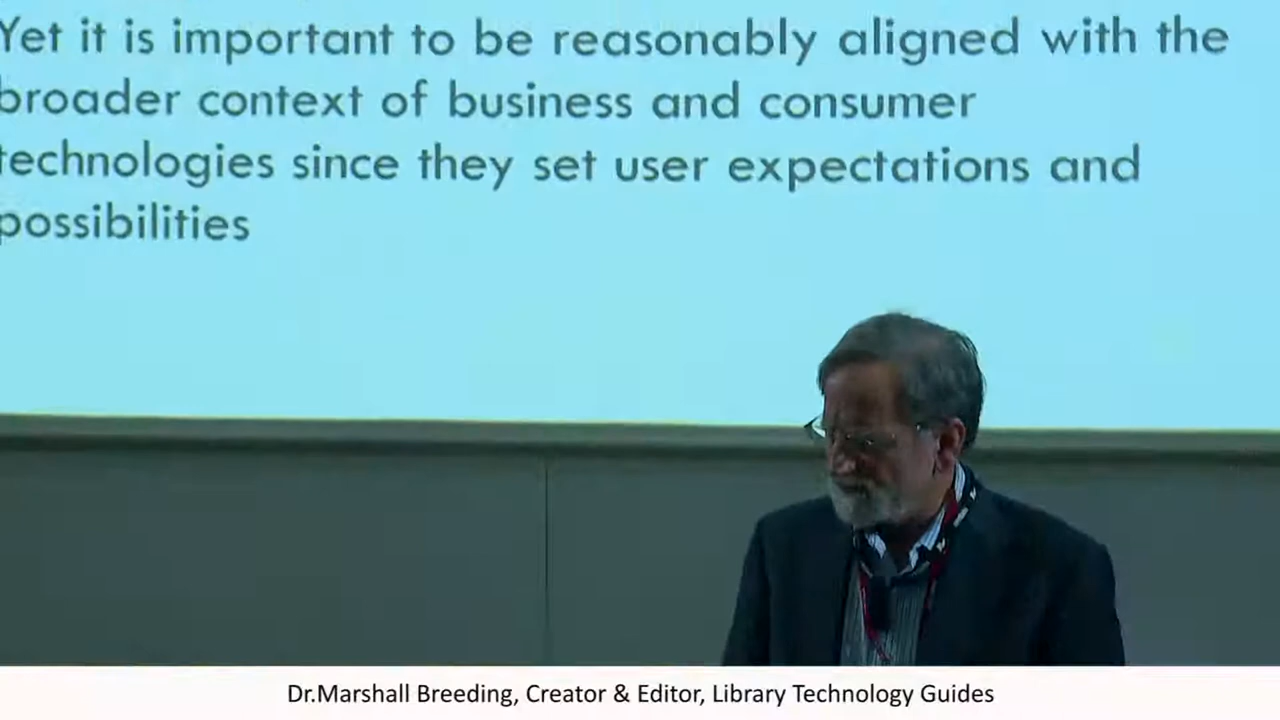 Yet it is important to be reasonably aligned with the
broader context of business and consumer
technologies since they set user expectations and
possibilities
Dr.Marshall Breeding, Creator & Editor, Library Technology Guides